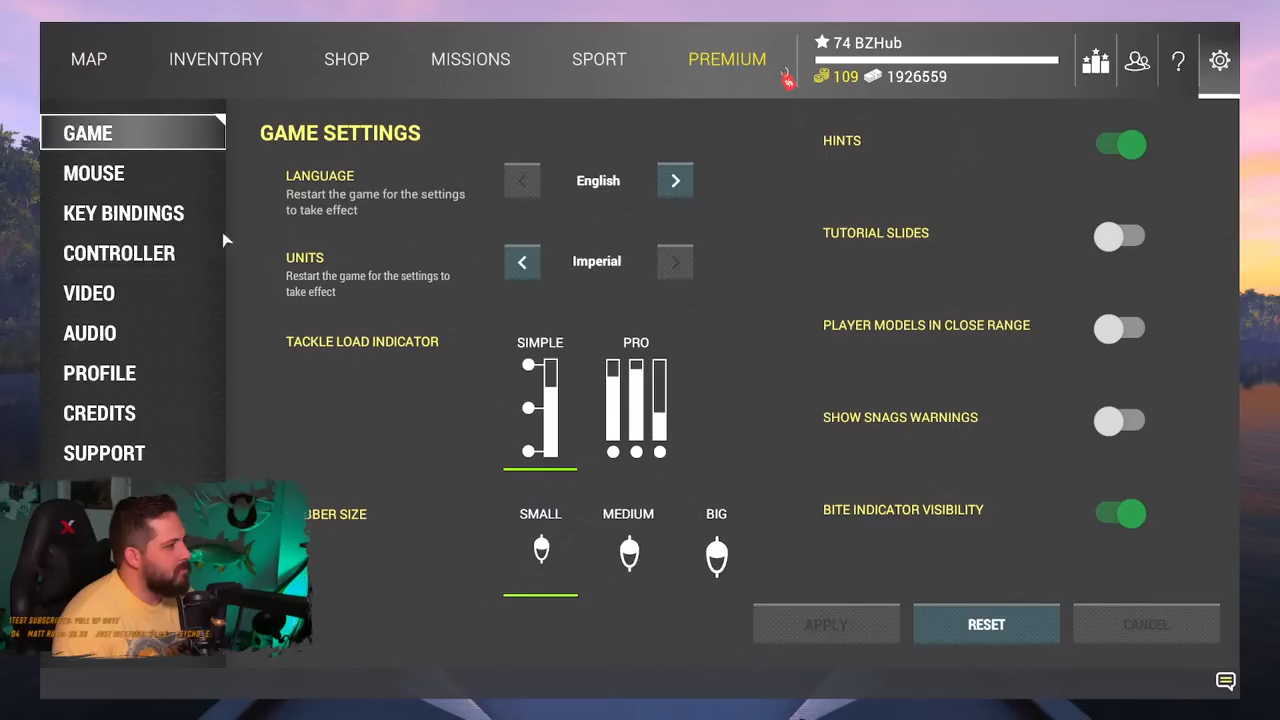 MAP
INVENTORY
SHOP
MISSIONS
SPORT
PREMIUM
74 BZHub
109 1926559
GAME
MOUSE
KEY BINDINGS
CONTROLLER
VIDEO
AUDIO
PROFILE
CREDITS
SUPPORT
GAME SETTINGS
LANGUAGE
Restart the game for the settings
to take effect
English
UNITS
Restart the game for the settings to
take effect
Imperial
TACKLE LOAD INDICATOR
SIMPLE
PRO
BBER SIZE
SMALL
MEDIUM
BIG
HINTS
TUTORIAL SLIDES
PLAYER MODELS IN CLOSE RANGE
SHOW SNAGS WARNINGS
BITE INDICATOR VISIBILITY
APPLY
RESET
CANCEL